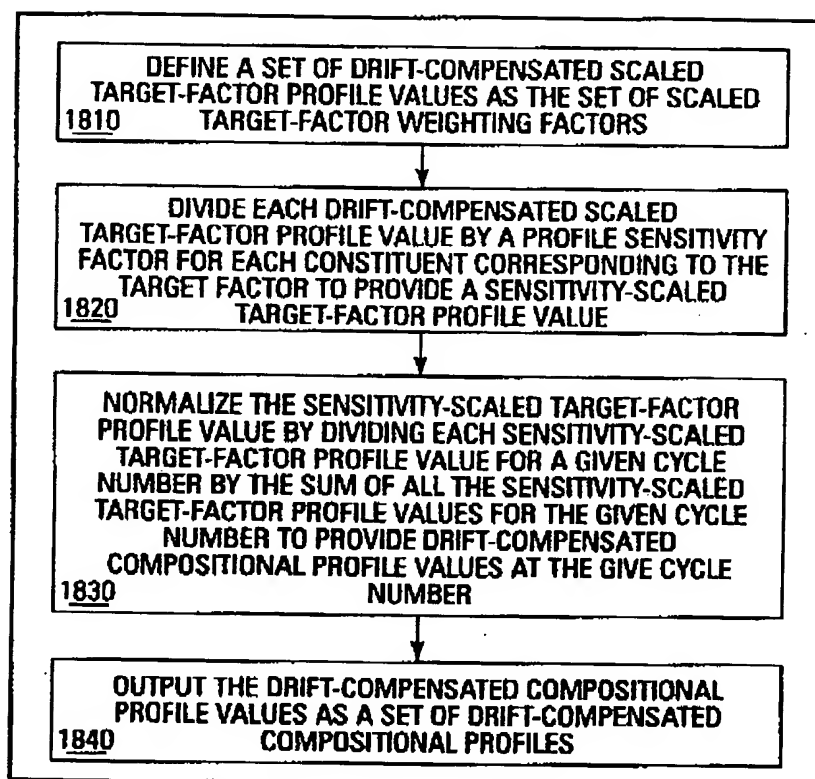 DEFINE A SET OF DRIFT-COMPENSATED SCALED
TARGET-FACTOR PROFILE VALUES AS THE SET OF SCALED
1810 TARGET-FACTOR WEIGHTING FACTORS
DIVIDE EACH DRIFT-COMPENSATED SCALED
TARGET-FACTOR PROFILE VALUE BY A PROFILE SENSITIVITY
FACTOR FOR EACH CONSTITUENT CORRESPONDING TO THE
TARGET FACTOR TO PROVIDE A SENSITIVITY-SCALED
1820 TARGET-FACTOR PROFILE VALUE
NORMALIZE THE SENSITIVITY-SCALED TARGET-FACTOR
PROFILE VALUE BY DIVIDING EACH SENSITIVITY-SCALED
TARGET-FACTOR PROFILE VALUE FOR A GIVEN CYCLE
NUMBER BY THE SUM OF ALL THE SENSITIVITY-SCALED
TARGET-FACTOR PROFILE VALUES FOR THE GIVEN CYCLE
NUMBER TO PROVIDE DRIFT-COMPENSATED
COMPOSITIONAL PROFILE VALUES AT THE GIVE CYCLE
1830 NUMBER
OUTPUT THE DRIFT-COMPENSATED COMPOSITIONAL
PROFILE VALUES AS A SET OF DRIFT-COMPENSATED
1840 COMPOSITIONAL PROFILES